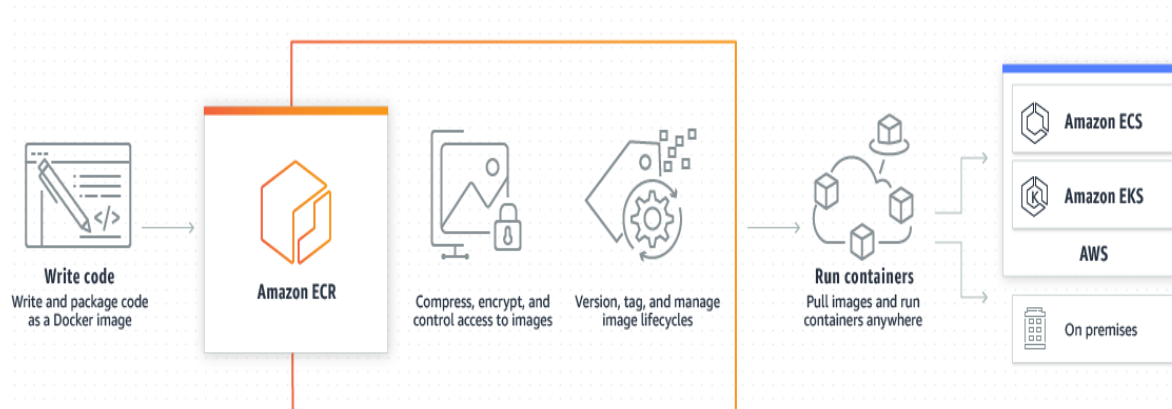 Write code
Write and package code
as a Docker image
Amazon ECR
Compress, encrypt, and
control access to images
Version, tag, and manage
image lifecycles
Run containers
Pull images and run
containers anywhere
Amazon ECS
Amazon EKS
AWS
On premises